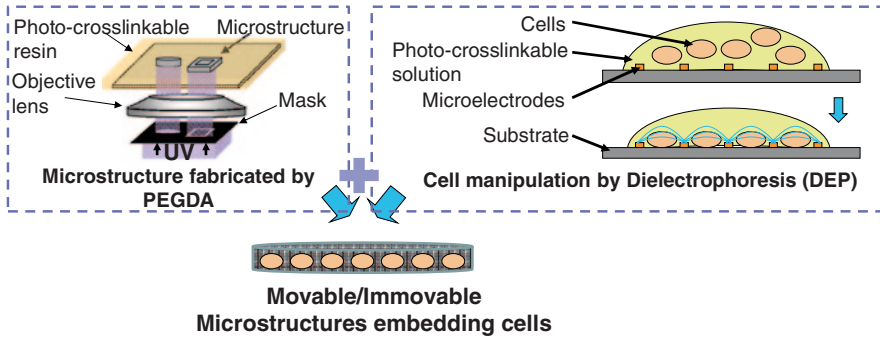 Photo-crosslinkable
resin
Microstructure
Objective
lens
Mask
UV
Microstructure fabricated by
PEGDA
Cells
Photo-crosslinkable
solution
Microelectrodes
Substrate
Cell manipulation by Dielectrophoresis (DEP)
Movable/Immovable
Microstructures embedding cells